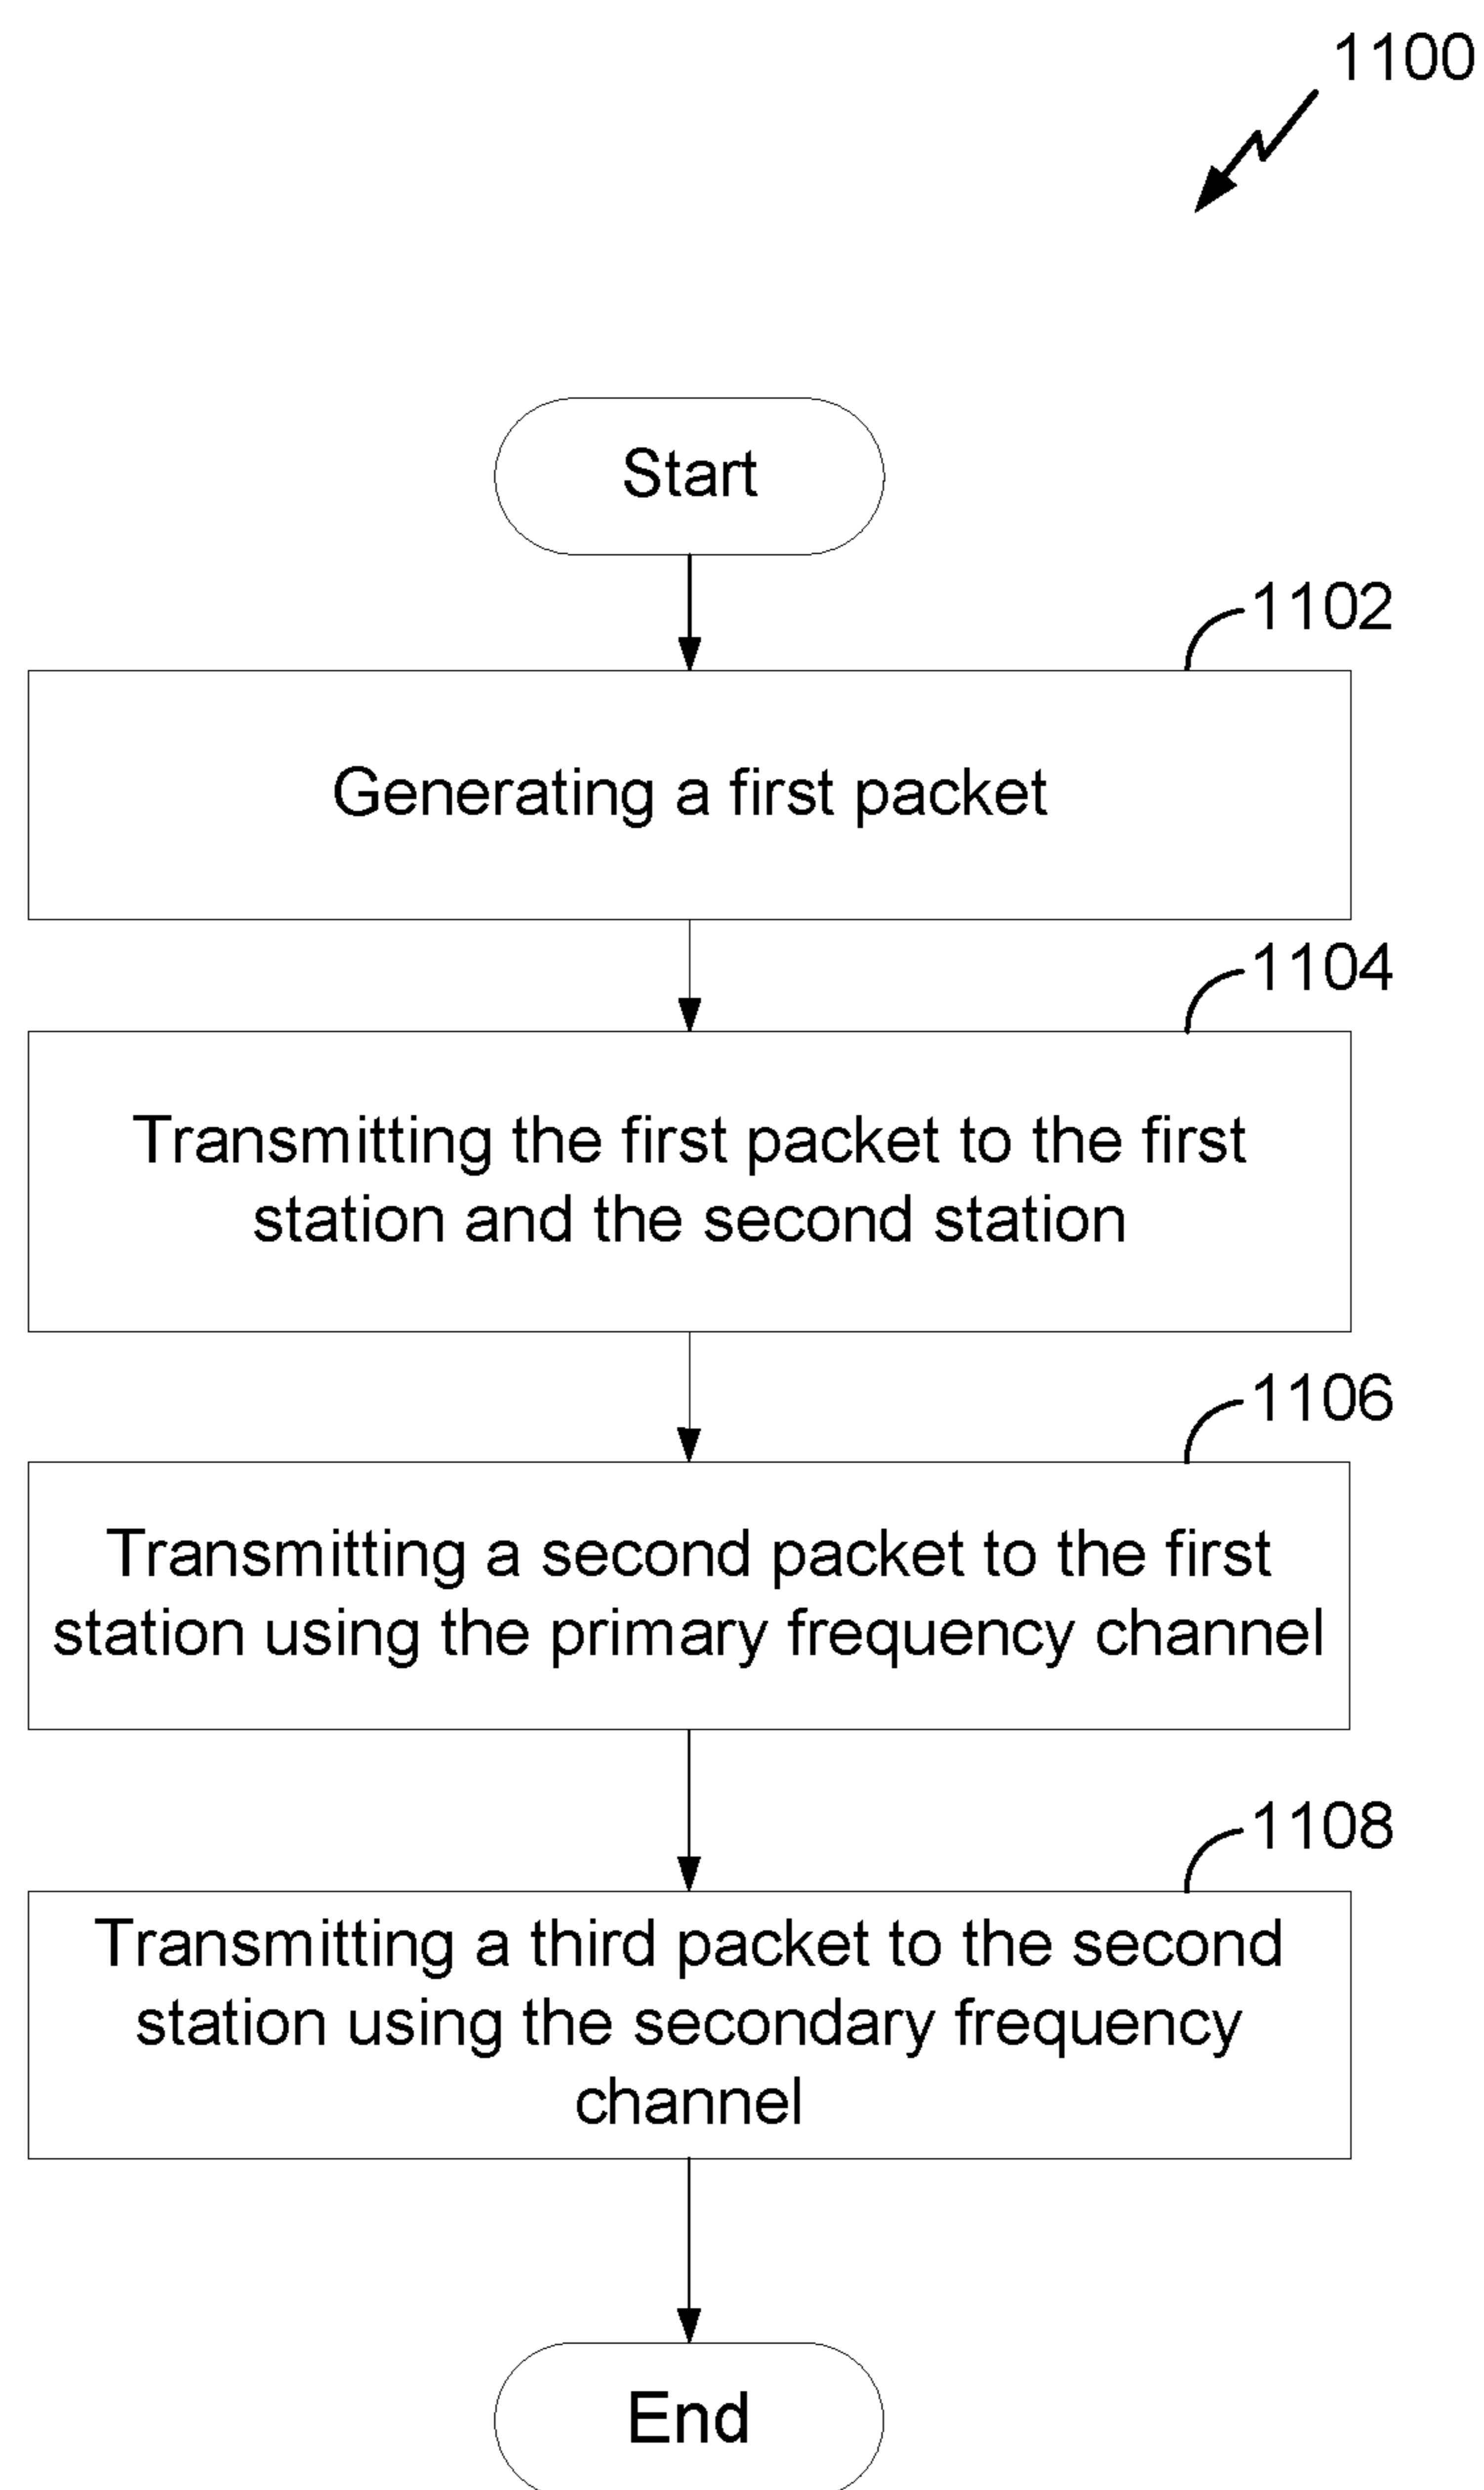 1100
Start
1102
Generating a first packet
1104
Transmitting the first packet to the first
station and the second station
1106
Transmitting a second packet to the first
station using the primary frequency channel
1108
Transmitting a third packet to the second
station using the secondary frequency
channel
End